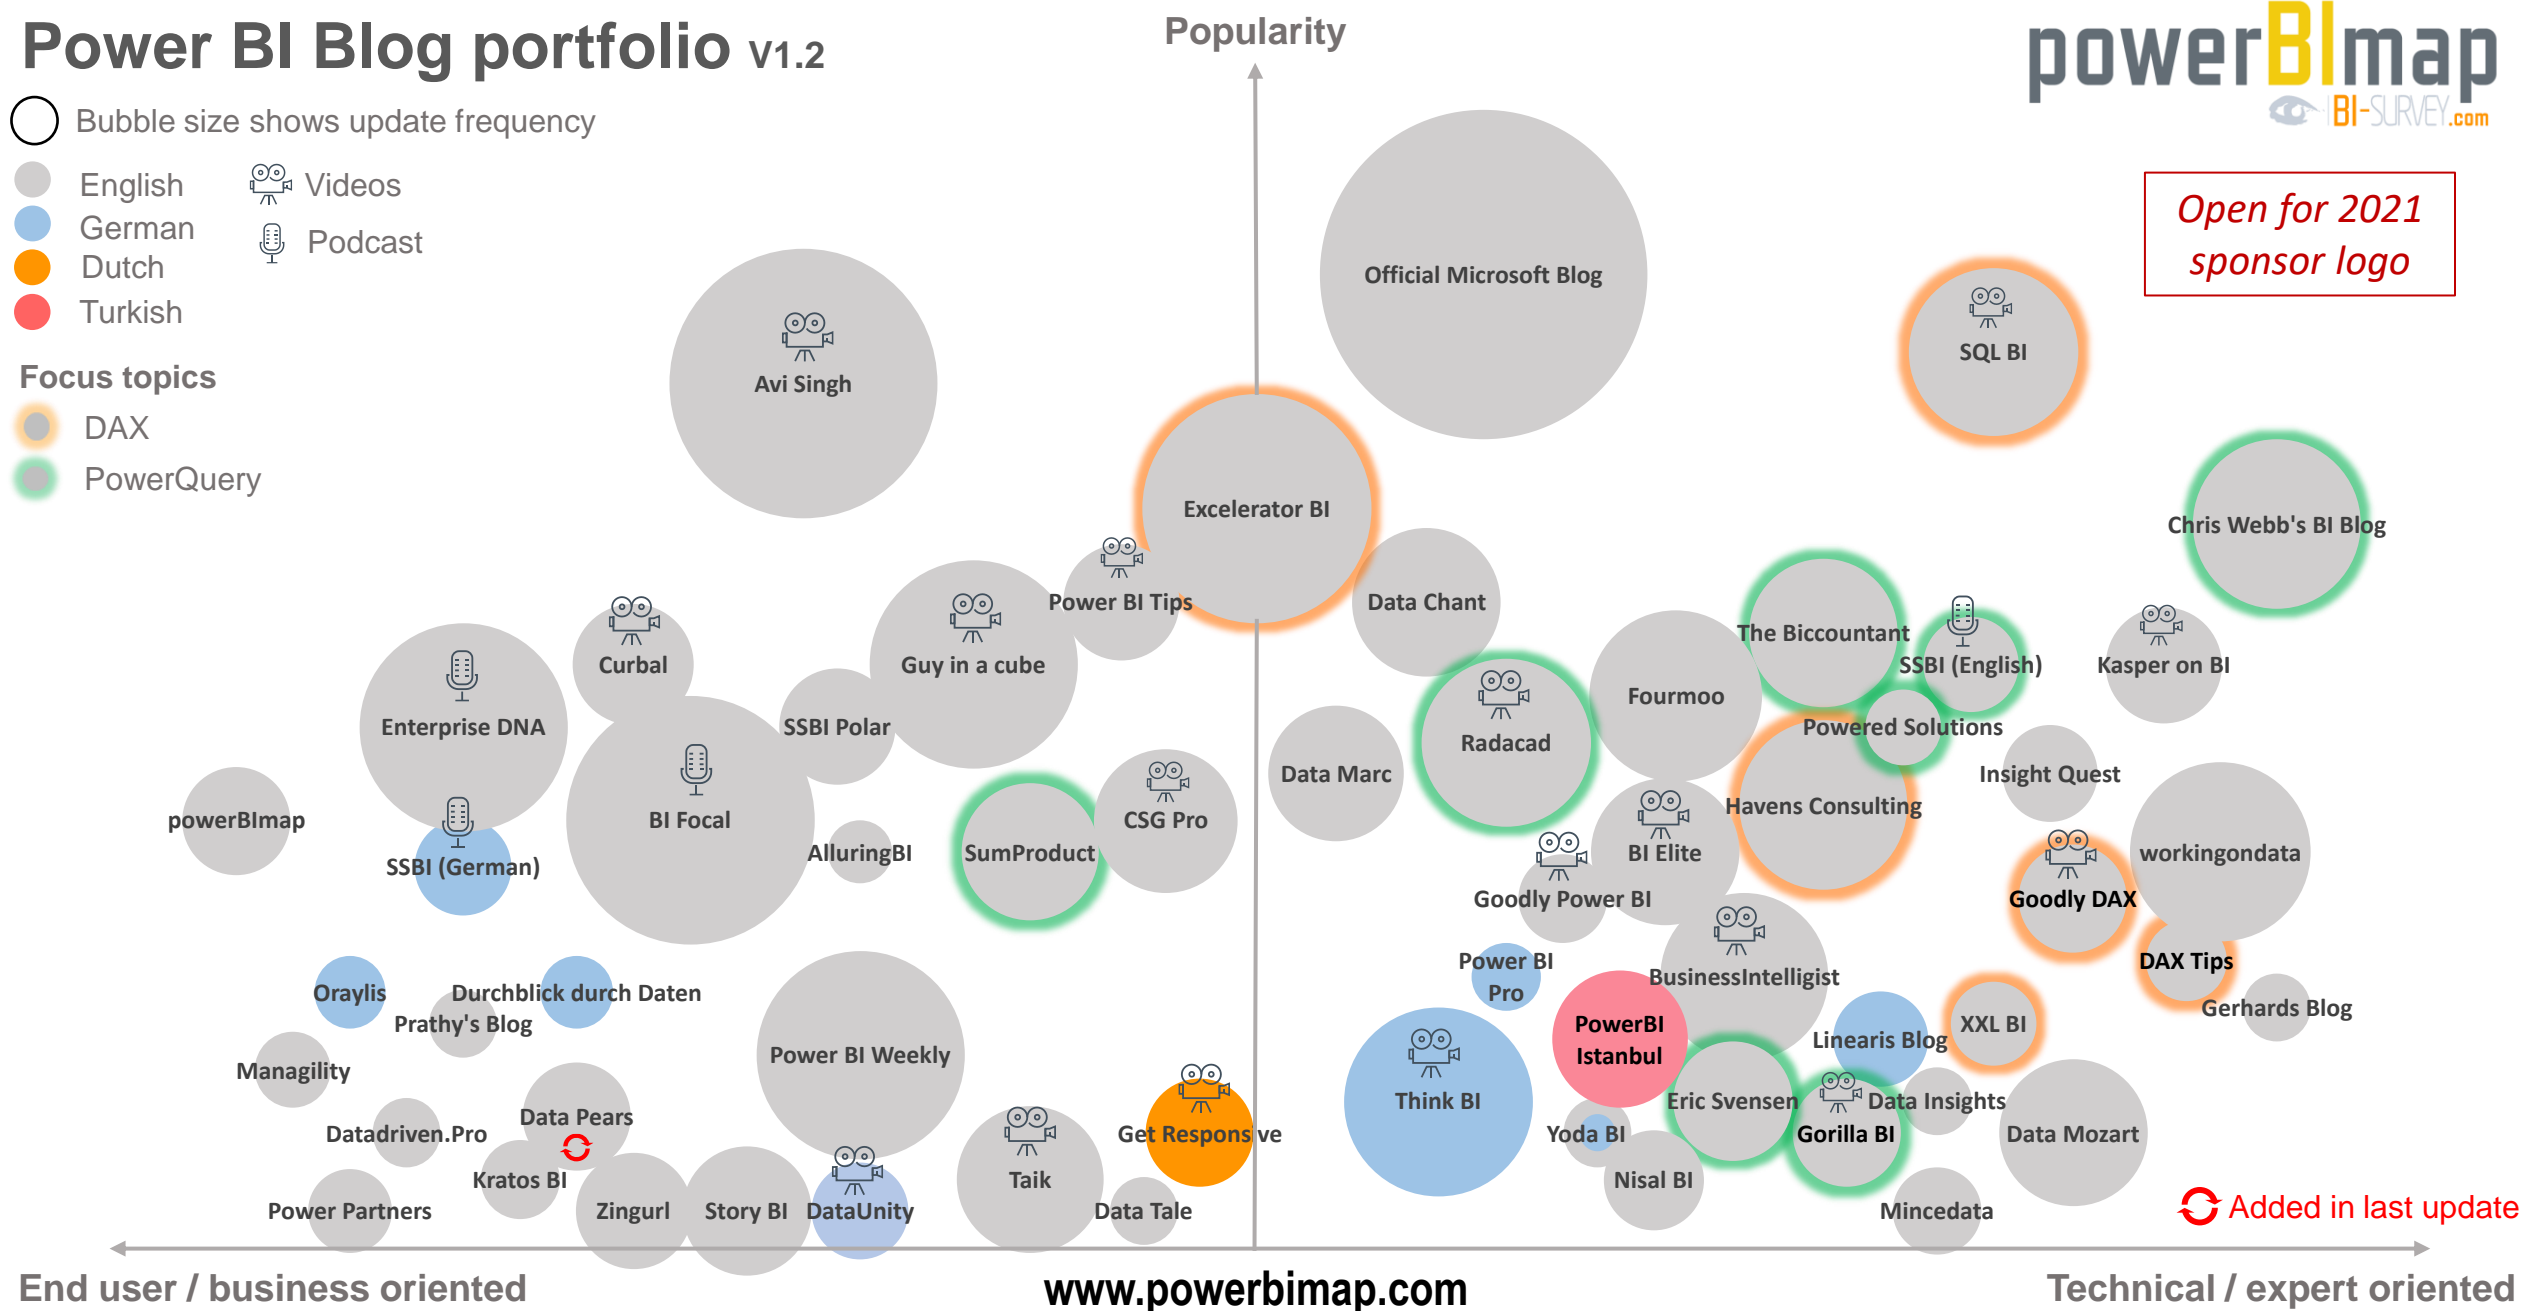 Power BI Blog portfolio V1.2
Popularity
powerBImap
BI-SURVEY.com
Bubble size shows update frequency
English
Videos
German
Podcast
Dutch
Turkish
Open for 2021
sponsor logo
Focus topics
DAX
PowerQuery
Official Microsoft Blog
SQL BI
Avi Singh
Excelerator BI
Chris Webb's BI Blog
Power BI Tips
Data Chant
The Biccountant
Curbal
Guy in a cube
SSBI (English)
Kasper on BI
Fourmoo
Enterprise DNA
SSBI Polar
Powered Solutions
Radacad
Data Marc
Insight Quest
Havens Consulting
powerBImap
BI Focal
CSG Pro
AlluringBI
SumProduct
BI Elite
workingondata
SSBI (German)
Goodly Power BI
Goodly DAX
Power BI
Pro
DAX Tips
BusinessIntelligist
Oraylis
Durchblick durch Daten
Gerhards Blog
Prathy's Blog
PowerBI
Istanbul
XXL BI
Linearis Blog
Power BI Weekly
Managility
Think BI
Eric Svensen
Data Insights
Data Pears
Datadriven.Pro
Get Responsive
Yoda BI
Gorilla BI
Data Mozart
Kratos BI
Taik
Nisal BI
Power Partners
Zingurl
Story BI
DataUnity
Data Tale
Mincedata
Added in last update
End user / business oriented
www.powerbimap.com
Technical / expert oriented